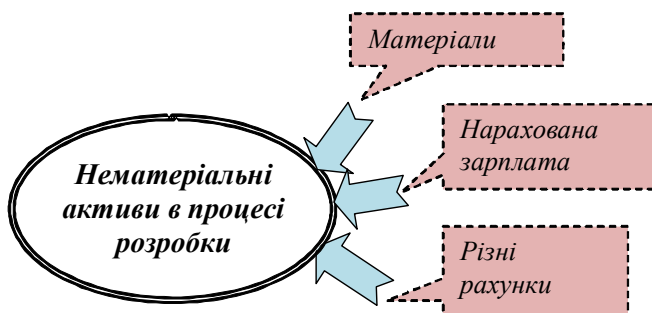 Матеріали
Нарахована
зарплата
Нематеріальні
активи в процесі
розробки
Різні
рахунки